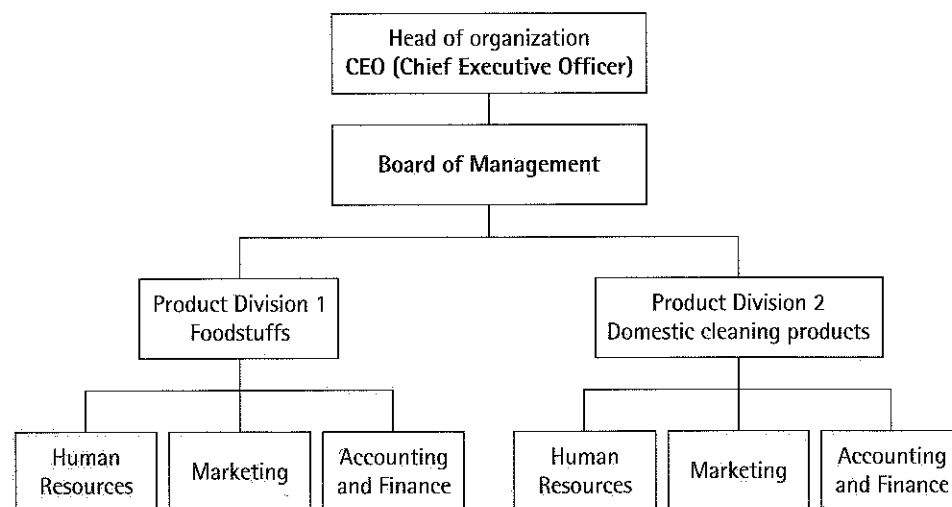 Head of organization
CEO (Chief Executive Officer)
Board of Management
Product Division 1
Foodstuffs
Product Division 2
Domestic cleaning products
Human
Resources
Marketing
Accounting
and Finance
Human
Resources
Marketing
Accounting
and Finance